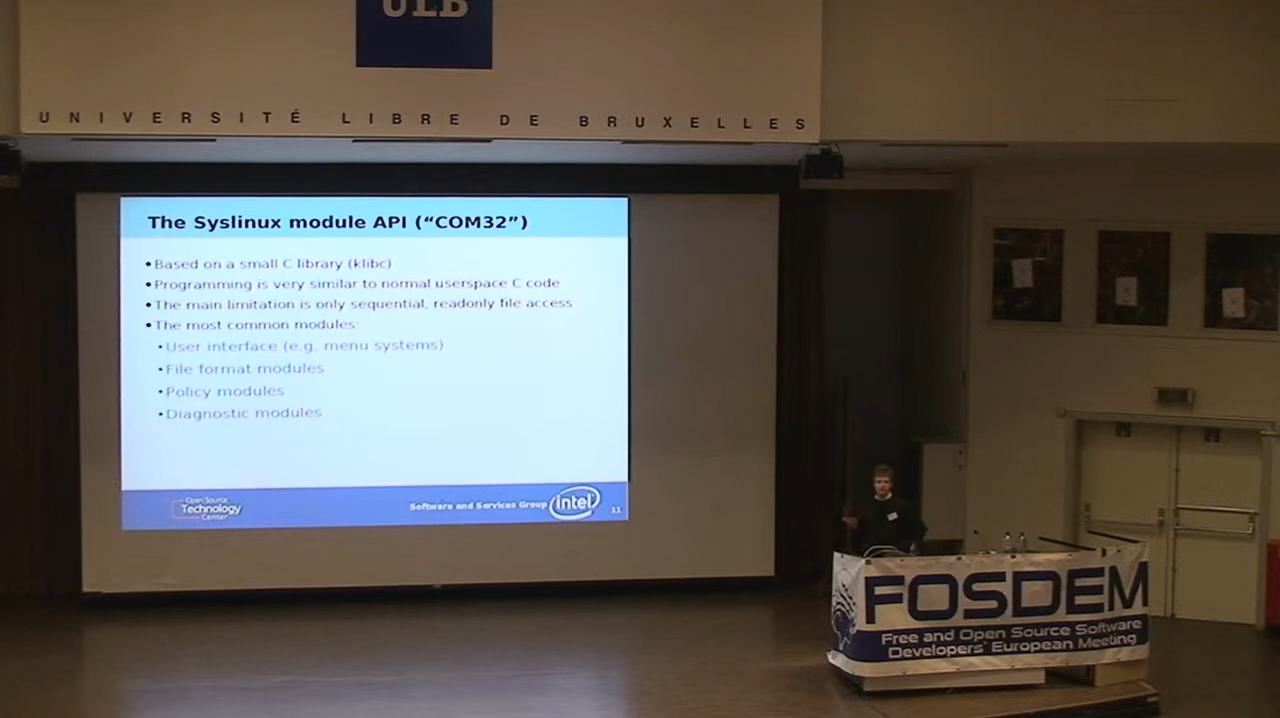 ULB
UNIVERSITÉ LIBRE DE BRUXELLES
The Syslinux module API (“COM32”)
•Based on a small C library (klibc)
•Programming is very similar to normal userspace C code
•The main limitation is only sequential, readonly file access
•The most common modules:
•User interface (e.g. menu systems)
•File format modules
•Policy modules
•Diagnostic modules
Open Source
Technology
Center
Software and Services Group
intel
11
FOSDEM
Free and Open Source Software
Developers' European Meeting